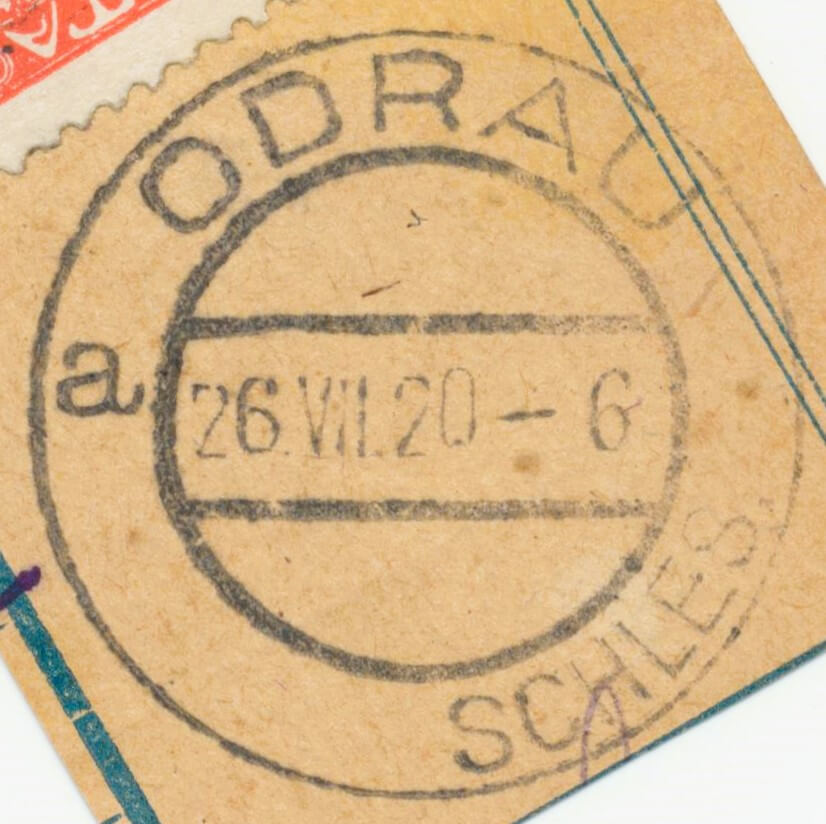 ODRAU
a
26.VII.20 – 6
SCHLES.